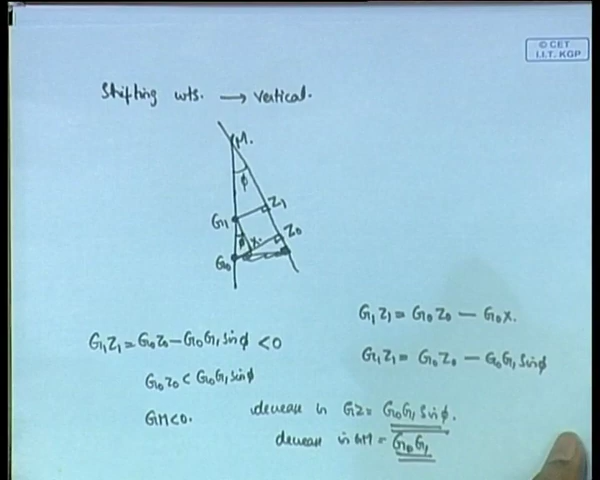 © CET
I.I.T. KGP
Shifting wts. → vertical.
M.
φ
G1
Z1
φ
x.
Z0
G0
G1Z1 = G0Z0 — G0x.
G1Z1 = G0Z0 — G0G1 sinφ
G1Z1 = G0Z0 — G0G1 sinφ <0
G0Z0 < G0G1 sinφ
GM<0.
decrease in GZ = G0G1 sinφ.
decrease in GM = G0G1